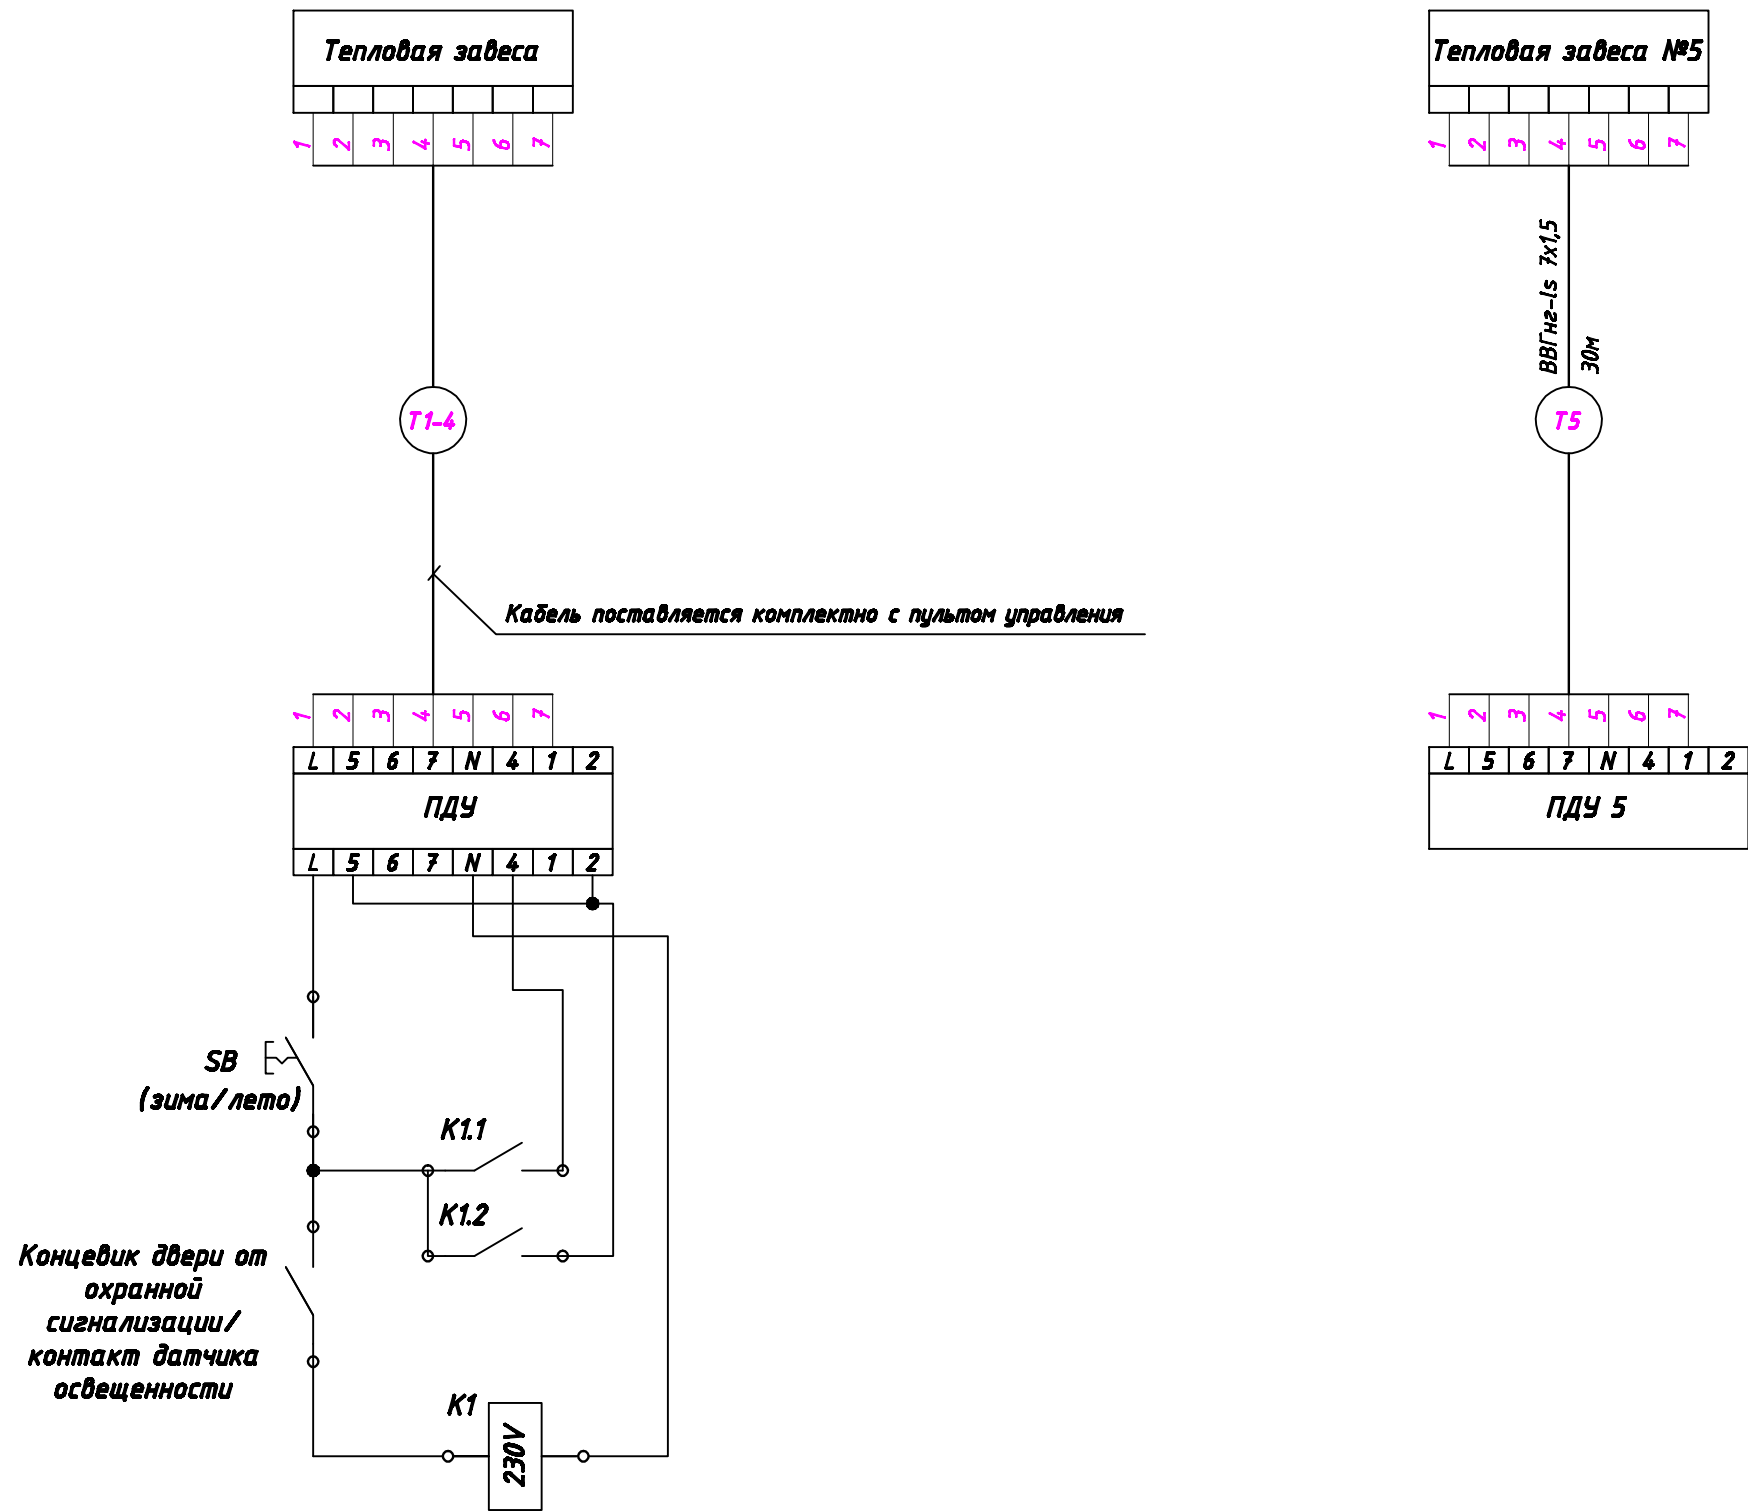 Тепловая завеса
Тепловая завеса №5
1 2 3 4 5 6 7
1 2 3 4 5 6 7
ВВГнг-ls 7х1,5
30м
Т1-4
Т5
Кабель поставляется комплектно с пультом управления
1 2 3 4 5 6 7
1 2 3 4 5 6 7
L 5 6 7 N 4 1 2
L 5 6 7 N 4 1 2
ПДУ
ПДУ 5
L 5 6 7 N 4 1 2
SB
(зима/лето)
К1.1
К1.2
Концевик двери от
охранной
сигнализации/
контакт датчика
освещенности
К1
230V